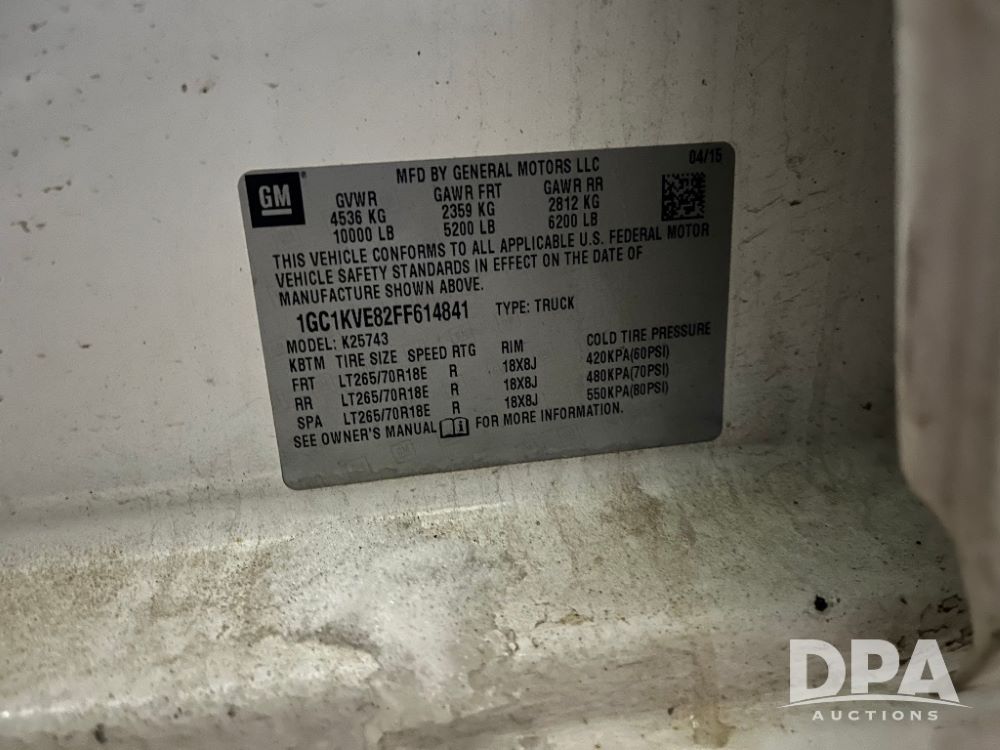 GM
MFD BY GENERAL MOTORS LLC 04/15
GVWR GAWR FRT GAWR RR
4536 KG 2359 KG 2812 KG
10000 LB 5200 LB 6200 LB
THIS VEHICLE CONFORMS TO ALL APPLICABLE U.S. FEDERAL MOTOR
VEHICLE SAFETY STANDARDS IN EFFECT ON THE DATE OF
MANUFACTURE SHOWN ABOVE.
1GC1KVE82FF614841 TYPE: TRUCK
MODEL: K25743
KBTM TIRE SIZE SPEED RTG RIM COLD TIRE PRESSURE
FRT LT265/70R18E R 18X8J 420KPA(60PSI)
RR LT265/70R18E R 18X8J 480KPA(70PSI)
SPA LT265/70R18E R 18X8J 550KPA(80PSI)
SEE OWNER'S MANUAL FOR MORE INFORMATION.
DPA
AUCTIONS